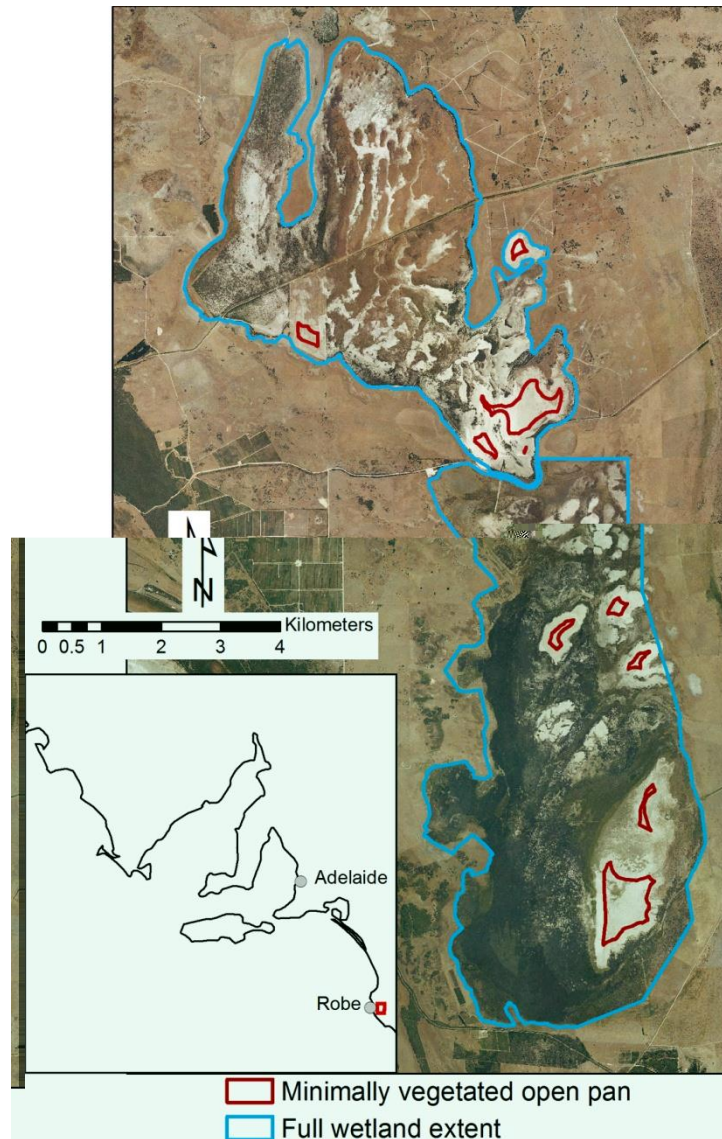 N
Kilometers
0 0.5 1 2 3 4
Adelaide
Robe
Minimally vegetated open pan
Full wetland extent